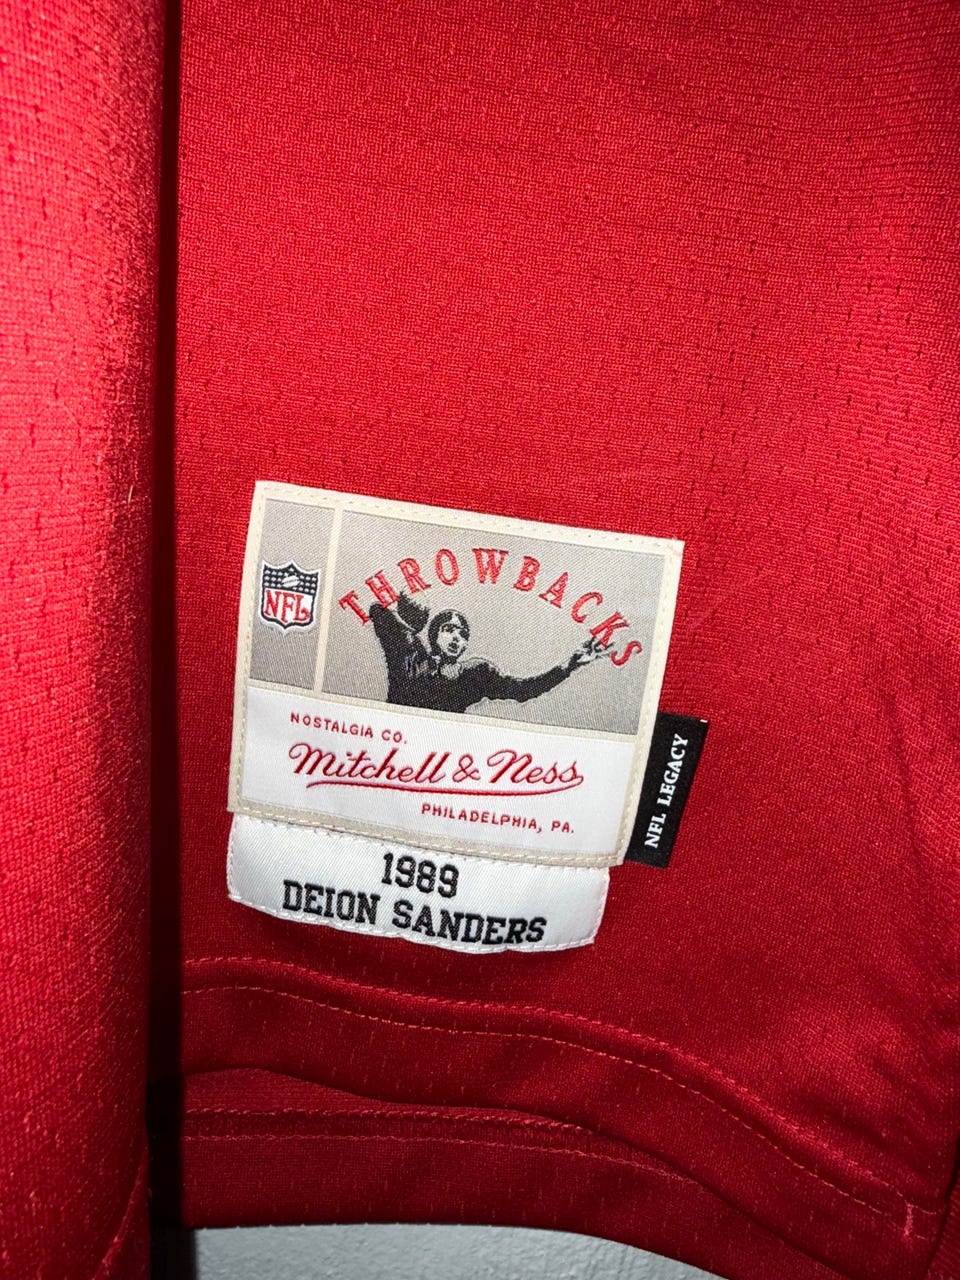 THROWBACKS
NFL
NOSTALGIA CO.
Mitchell & Ness
PHILADELPHIA, PA.
NFL LEGACY
1989
DEION SANDERS